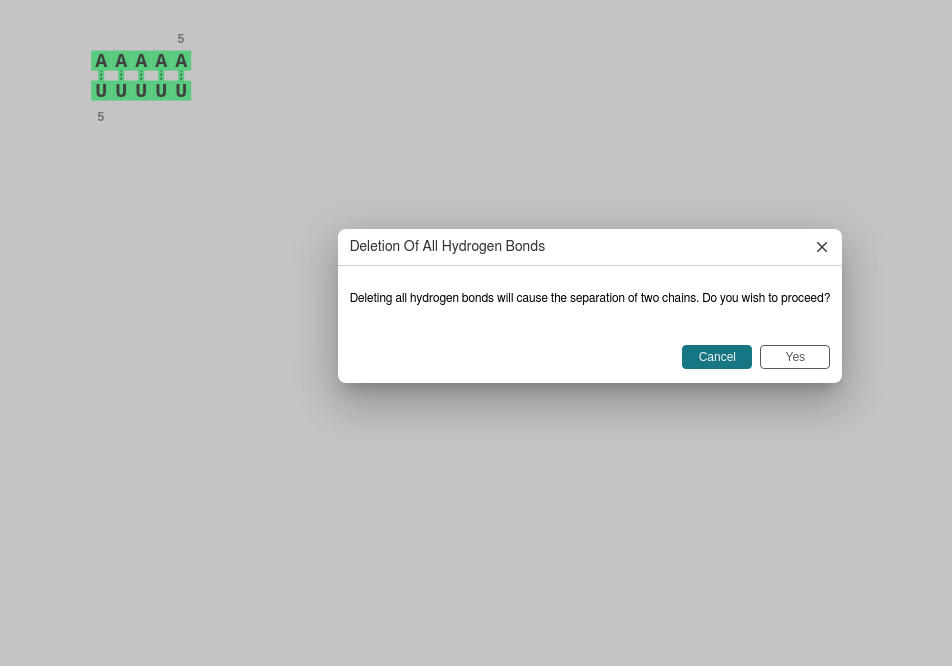 5
A A A A A
U U U U U
5
Deletion Of All Hydrogen Bonds
Deleting all hydrogen bonds will cause the separation of two chains. Do you wish to proceed?
Cancel Yes